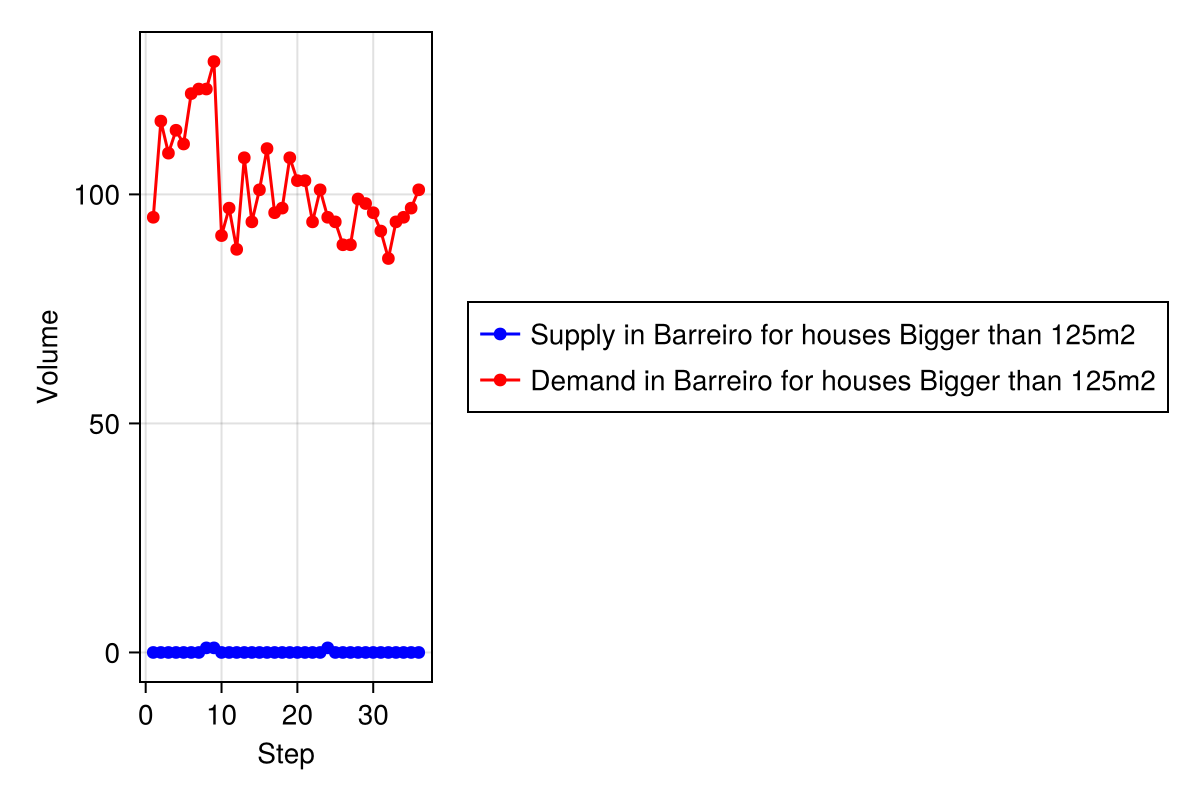 Volume
100
50
0
0 10 20 30
Step
Supply in Barreiro for houses Bigger than 125m2
Demand in Barreiro for houses Bigger than 125m2